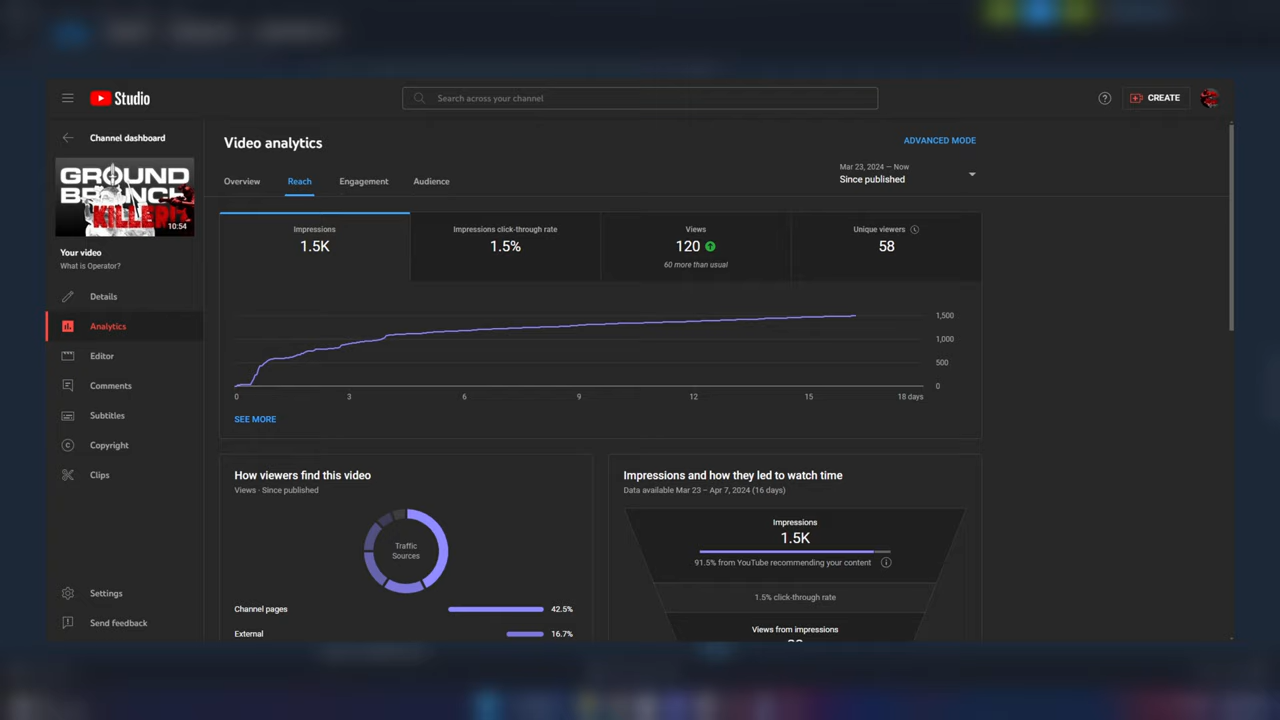 Studio
Search across your channel
CREATE
Channel dashboard
GROUND
BRANCH
KILLER
10:54
Your video
What is Operator?
Details
Analytics
Editor
Comments
Subtitles
Copyright
Clips
Settings
Send feedback
Video analytics
ADVANCED MODE
Mar 23, 2024 – Now
Since published
Overview
Reach
Engagement
Audience
Impressions
1.5K
Impressions click-through rate
1.5%
Views
120
60 more than usual
Unique viewers
58
1,500
1,000
500
0
0 3 6 9 12 15 18 days
SEE MORE
How viewers find this video
Views · Since published
Traffic
Sources
Channel pages 42.5%
External 16.7%
Impressions and how they led to watch time
Data available Mar 23 – Apr 7, 2024 (16 days)
Impressions
1.5K
91.5% from YouTube recommending your content
1.5% click-through rate
Views from impressions